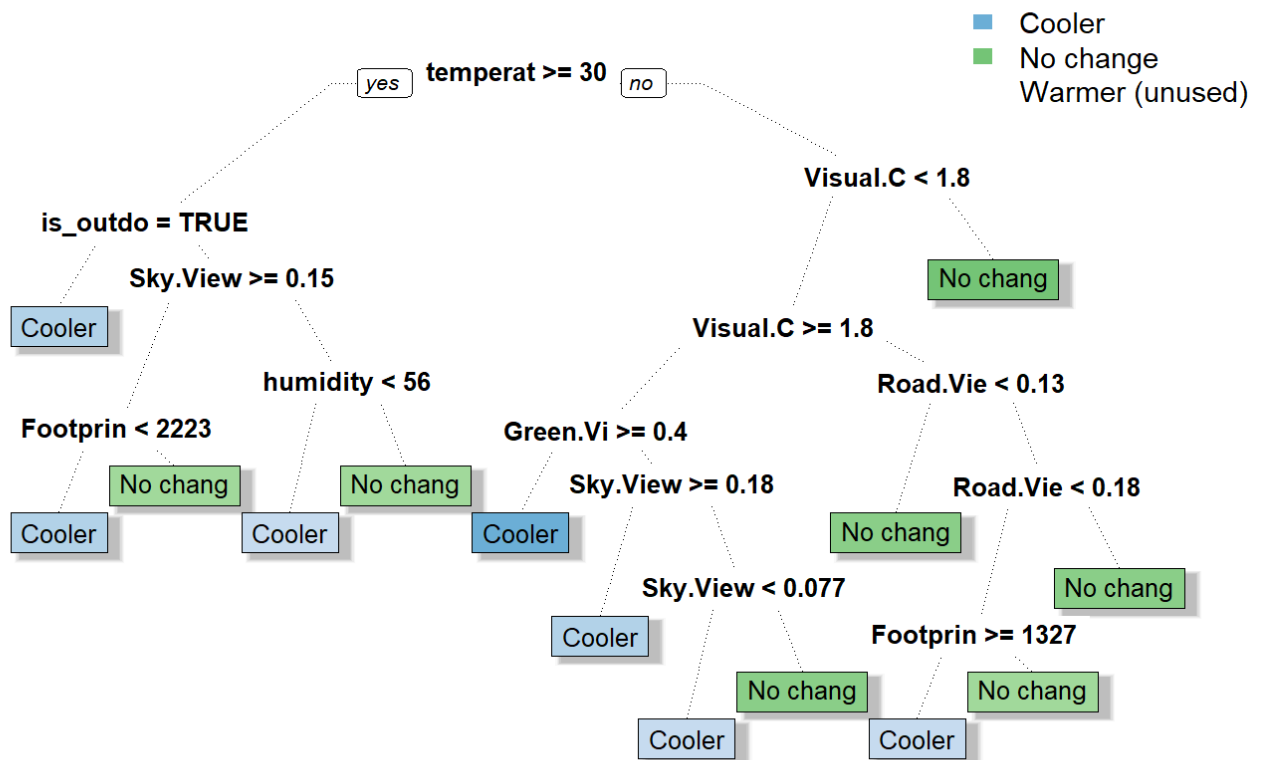 Cooler
No change
Warmer (unused)
yes
temperat >= 30
no
Visual.C < 1.8
is_outdo = TRUE
Sky.View >= 0.15
No chang
Cooler
Visual.C >= 1.8
humidity < 56
Road.Vie < 0.13
Footprin < 2223
Green.Vi >= 0.4
No chang
No chang
Sky.View >= 0.18
Road.Vie < 0.18
Cooler
Cooler
Cooler
No chang
Sky.View < 0.077
No chang
Cooler
Footprin >= 1327
No chang
No chang
Cooler
Cooler